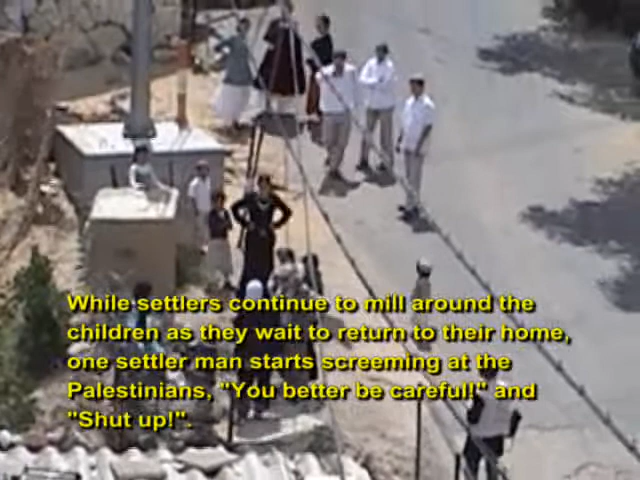 While settlers continue to mill around the
children as they wait to return to their home,
one settler man starts screeming at the
Palestinians, "You better be careful!" and
"Shut up!".